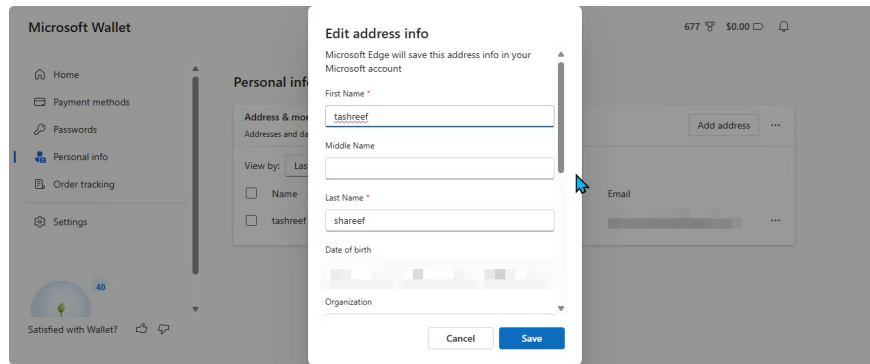 Microsoft Wallet
677 $0.00
Home
Payment methods
Passwords
Personal info
Order tracking
Settings
40
Satisfied with Wallet?
Personal inf
Address & mor
Addresses and da
Add address ...
View by: Las
Name
Email
tashreef
...
Edit address info
Microsoft Edge will save this address info in your
Microsoft account
First Name *
tashreef
Middle Name
Last Name *
shareef
Date of birth
Organization
Cancel Save